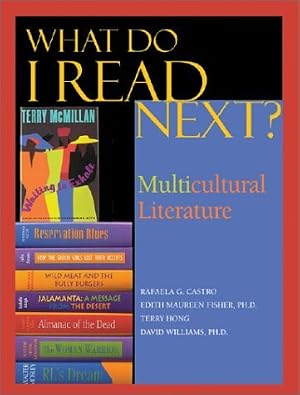 WHAT DO
I READ
NEXT?
TERRY McMILLAN
Waiting to Exhale
Multicultural
Literature
Reservation Blues
HOW THE GARCÍA GIRLS LOST THEIR ACCENTS
WILD MEAT AND THE
BULLY BURGERS
JALAMANTA: A MESSAGE
FROM THE DESERT
Almanac of the Dead
THE WOMAN WARRIOR
WALTER
MOSLEY
RL'S DREAM
RAFAELA G. CASTRO
EDITH MAUREEN FISHER, PH.D.
TERRY HONG
DAVID WILLIAMS, PH.D.